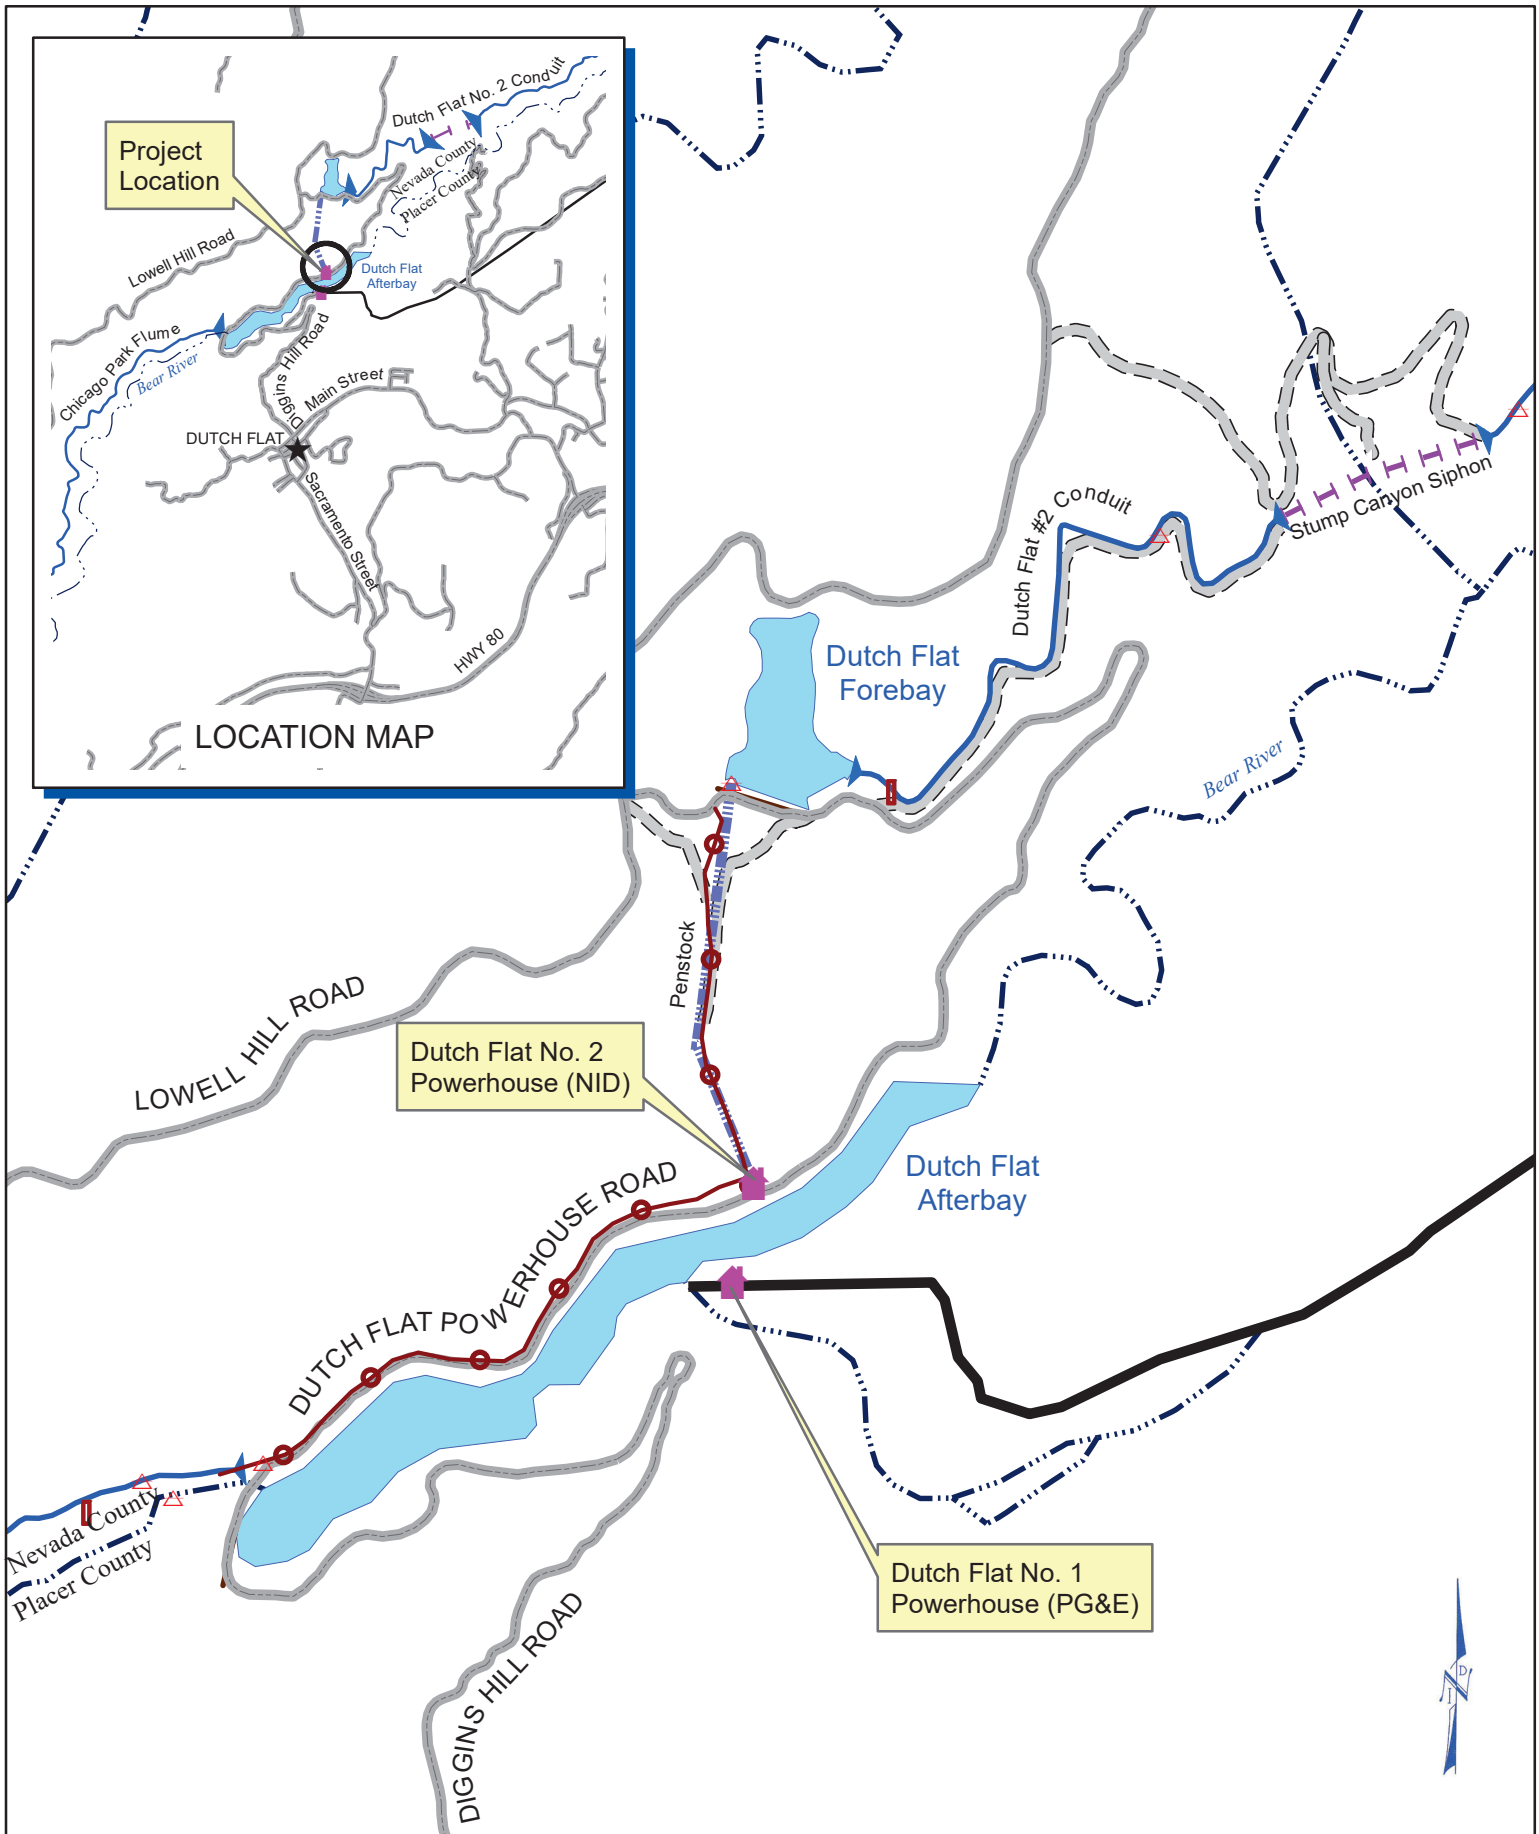 Dutch Flat No. 2 Conduit
Project
Location
Nevada County
Placer County
Lowell Hill Road
Dutch Flat
Afterbay
Chicago Park Flume
Bear River
Diggins Hill Road
Main Street
DUTCH FLAT
Sacramento Street
HWY 80
LOCATION MAP
Stump Canyon Siphon
Dutch Flat #2 Conduit
Dutch Flat
Forebay
Bear River
Penstock
LOWELL HILL ROAD
Dutch Flat No. 2
Powerhouse (NID)
Dutch Flat
Afterbay
DUTCH FLAT POWERHOUSE ROAD
Nevada County
Placer County
Dutch Flat No. 1
Powerhouse (PG&E)
DIGGINS HILL ROAD
N I D